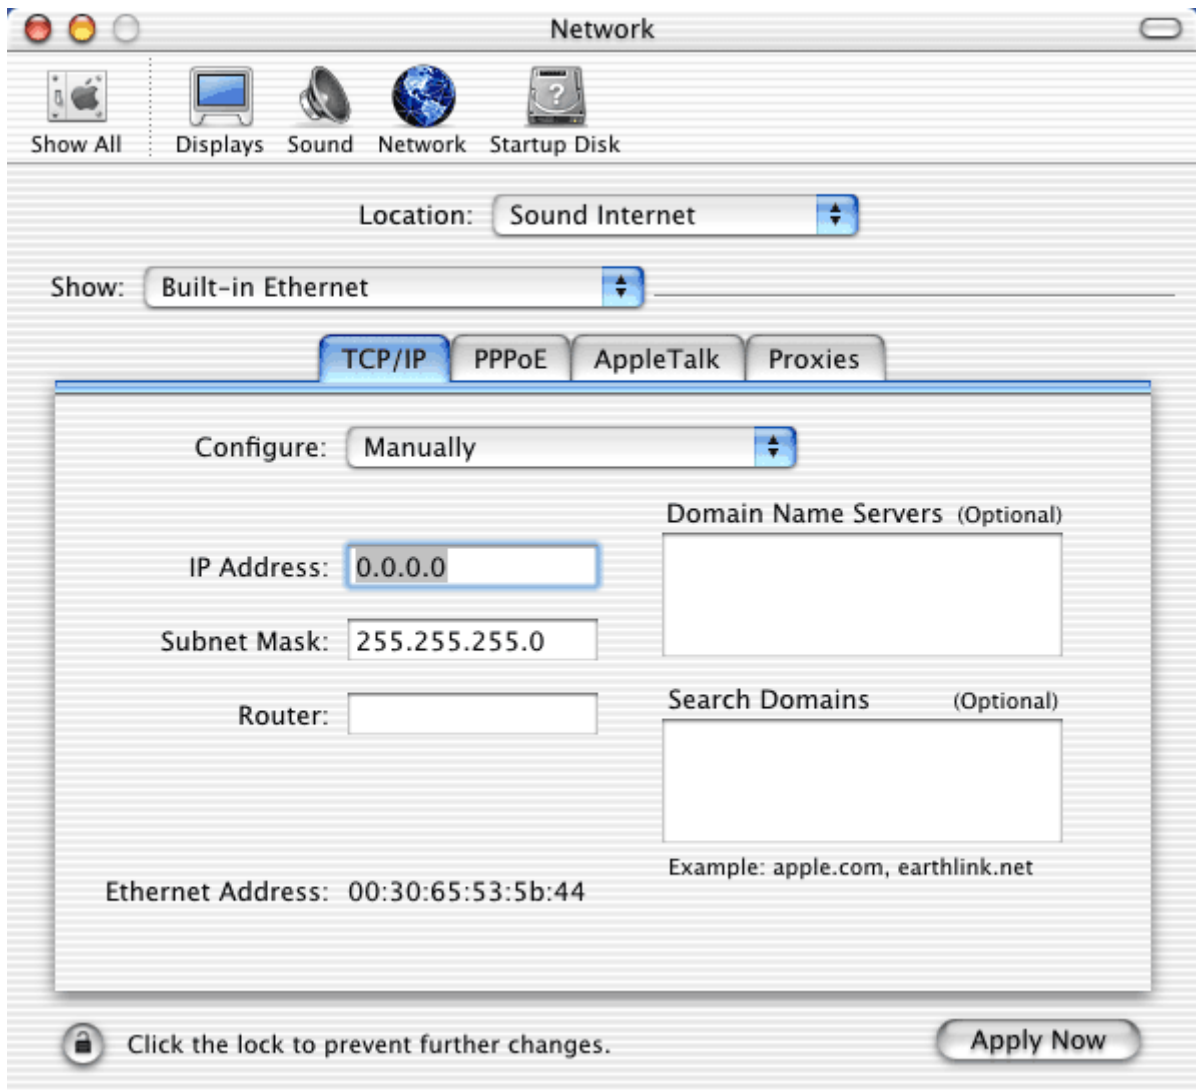 Network
Show All Displays Sound Network Startup Disk
Location: Sound Internet
Show: Built-in Ethernet
TCP/IP PPPoE AppleTalk Proxies
Configure: Manually
Domain Name Servers (Optional)
IP Address: 0.0.0.0
Subnet Mask: 255.255.255.0
Search Domains (Optional)
Router:
Example: apple.com, earthlink.net
Ethernet Address: 00:30:65:53:5b:44
Click the lock to prevent further changes.
Apply Now